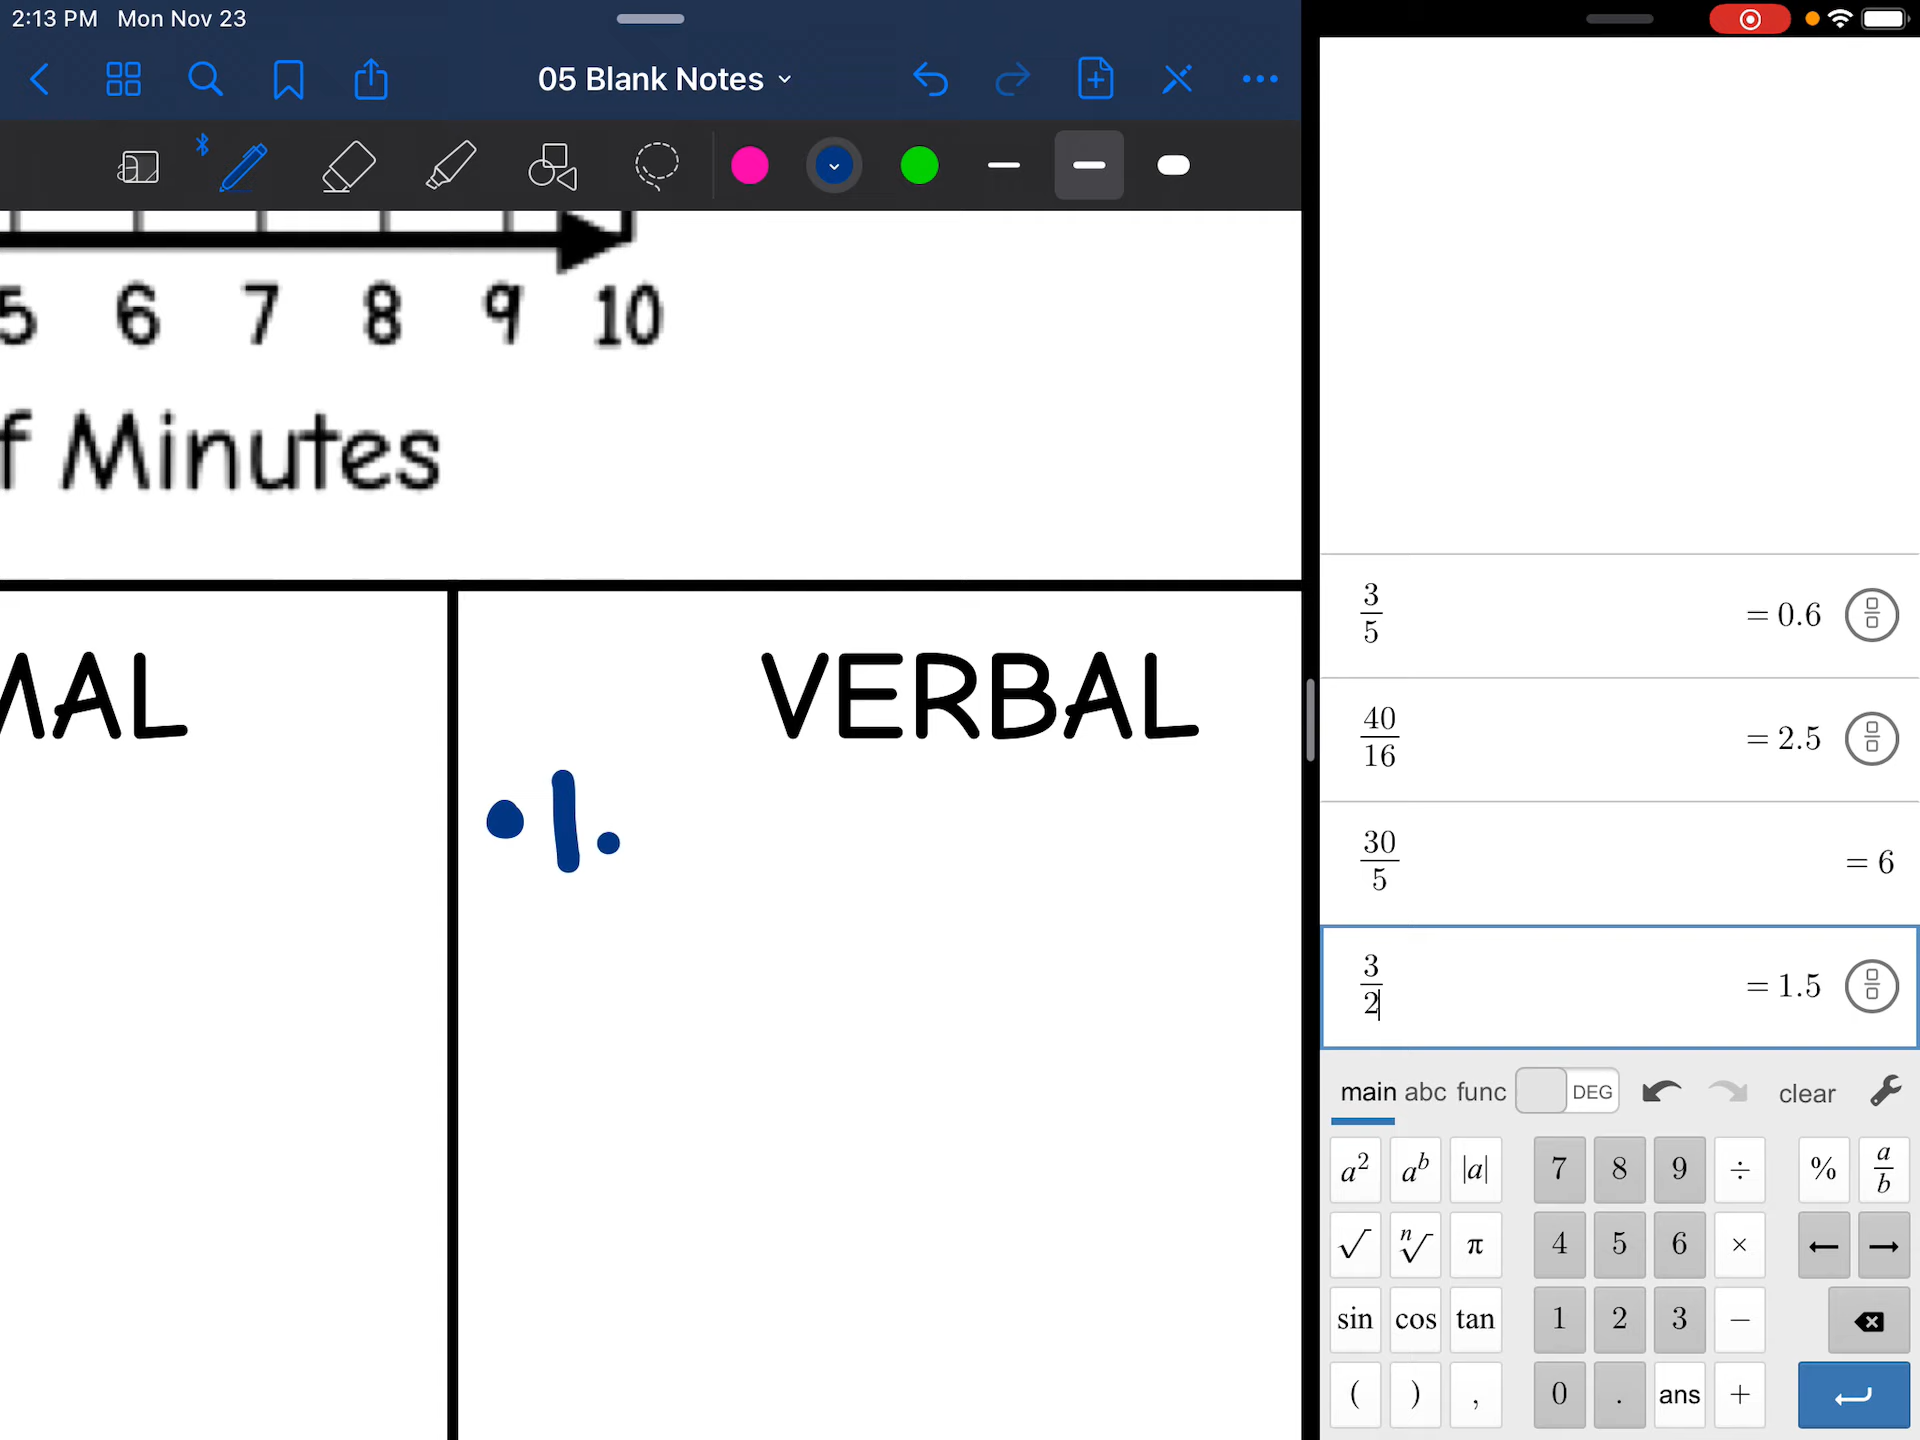 2:13 PM Mon Nov 23
05 Blank Notes
5 6 7 8 9 10
f Minutes
MAL
VERBAL
• 1.
3/5 = 0.6
40/16 = 2.5
30/5 = 6
3/2 = 1.5
main abc func DEG clear
a² aᵇ |a| 7 8 9 ÷ % a/b
√ ⁿ√ π 4 5 6 × ← →
sin cos tan 1 2 3 −
( ) , 0 . ans +